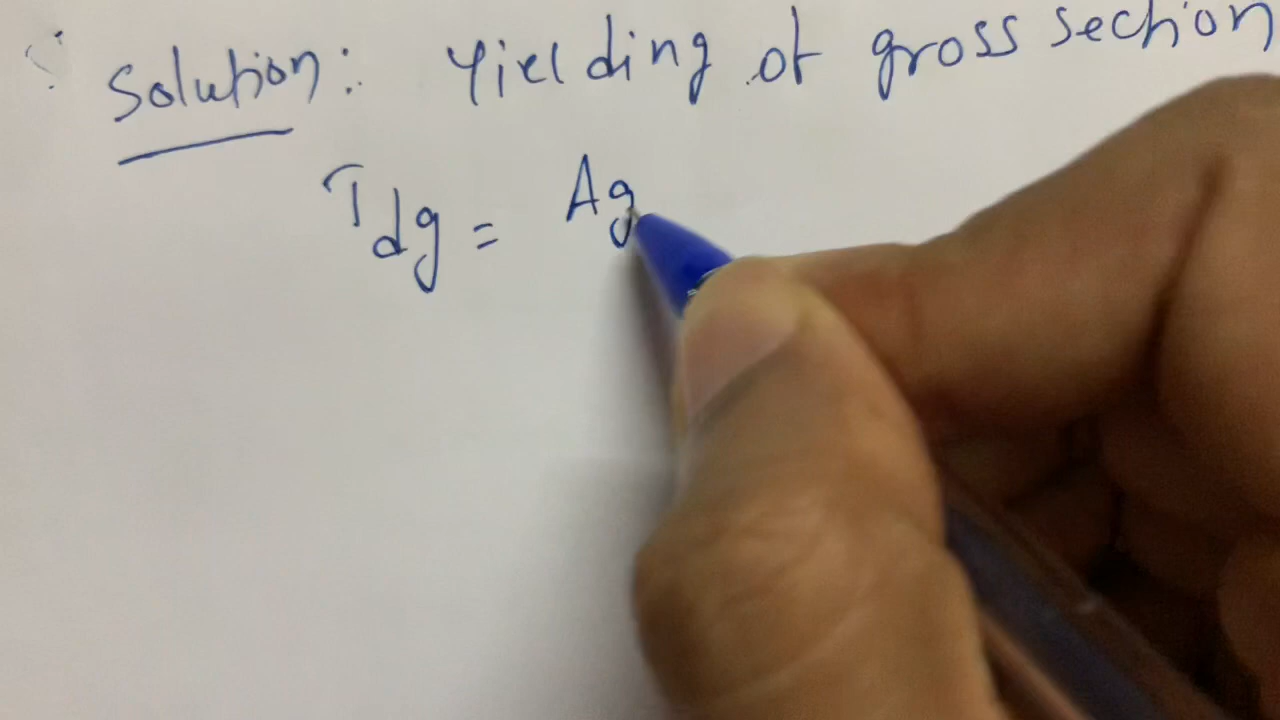 Solution: Yielding of gross section
Tdg = Ag